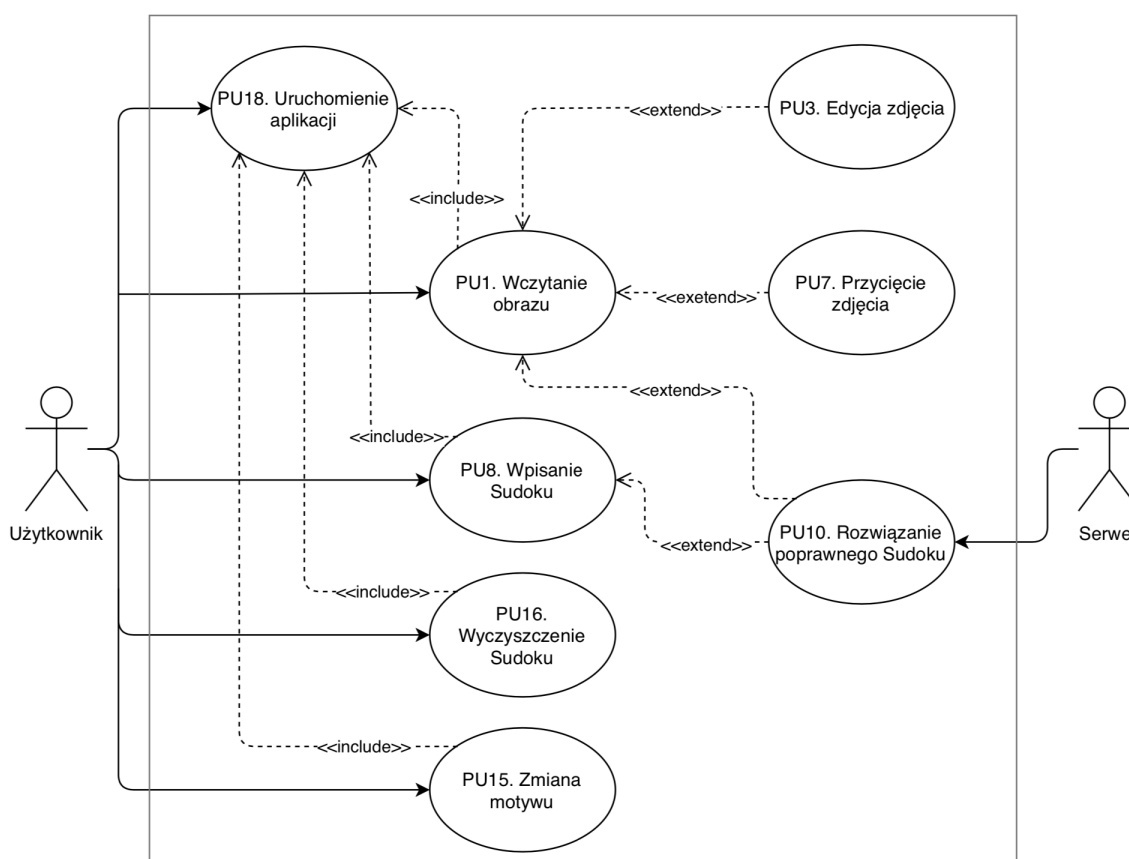 PU18. Uruchomienie
aplikacji
<<extend>>
PU3. Edycja zdjęcia
<<include>>
PU1. Wczytanie
obrazu
<<exetend>>
PU7. Przycięcie
zdjęcia
<<extend>>
<<include>>
PU8. Wpisanie
Sudoku
Użytkownik
<<extend>>
PU10. Rozwiązanie
poprawnego Sudoku
Serwe
<<include>>
PU16.
Wyczyszczenie
Sudoku
<<include>>
PU15. Zmiana
motywu